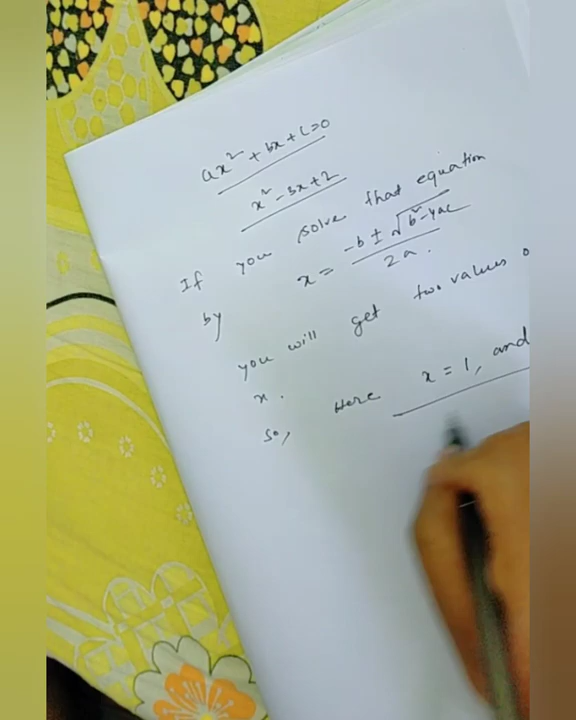 ax² + bx + c = 0
x² - 3x + 2
If you solve that equation
by x = -b ± √b² - 4ac / 2a .
you will get two values o
x .
So, Here x = 1, and